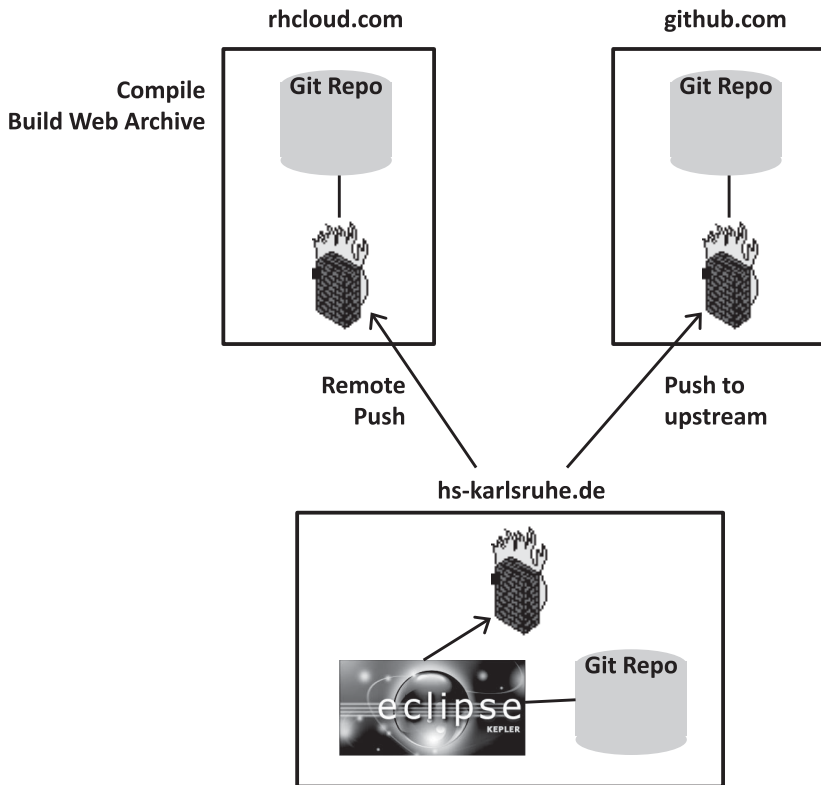 rhcloud.com
github.com
Compile
Build Web Archive
Git Repo
Git Repo
Remote
Push
Push to
upstream
hs-karlsruhe.de
eclipse
KEPLER
Git Repo